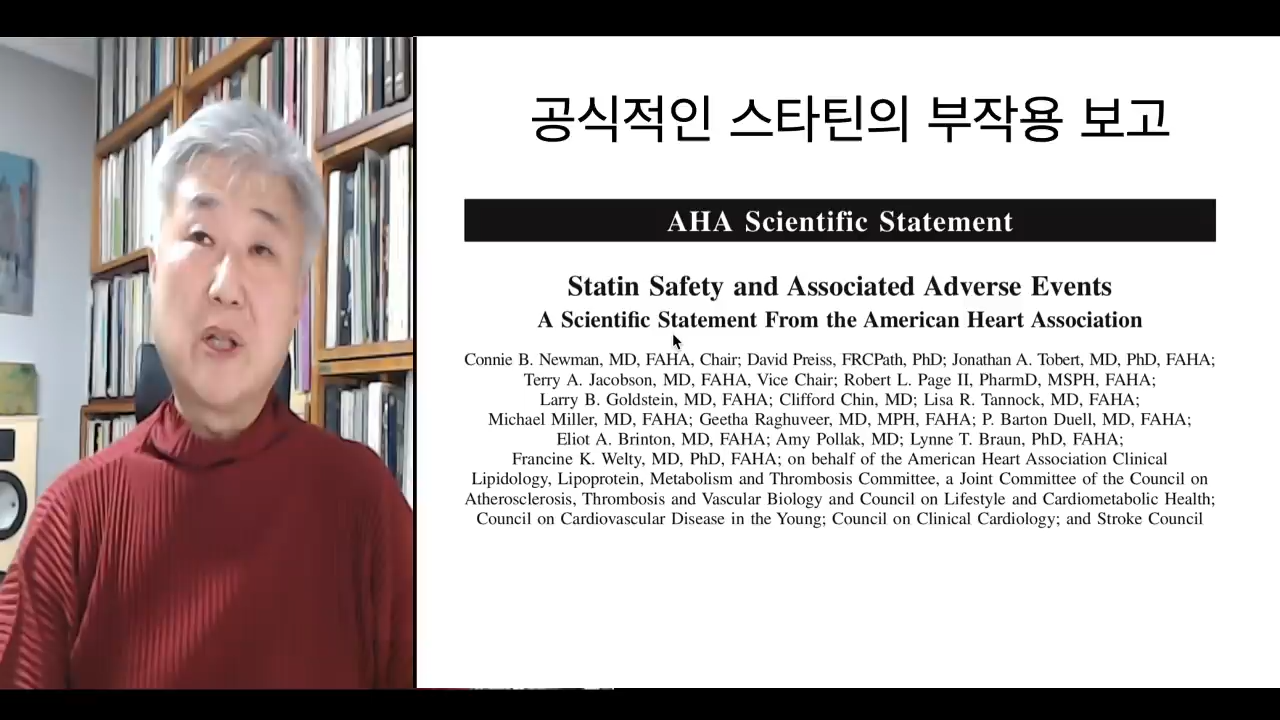 공식적인 스타틴의 부작용 보고
AHA Scientific Statement
Statin Safety and Associated Adverse Events
A Scientific Statement From the American Heart Association
Connie B. Newman, MD, FAHA, Chair; David Preiss, FRCPath, PhD; Jonathan A. Tobert, MD, PhD, FAHA;
Terry A. Jacobson, MD, FAHA, Vice Chair; Robert L. Page II, PharmD, MSPH, FAHA;
Larry B. Goldstein, MD, FAHA; Clifford Chin, MD; Lisa R. Tannock, MD, FAHA;
Michael Miller, MD, FAHA; Geetha Raghuveer, MD, MPH, FAHA; P. Barton Duell, MD, FAHA;
Eliot A. Brinton, MD, FAHA; Amy Pollak, MD; Lynne T. Braun, PhD, FAHA;
Francine K. Welty, MD, PhD, FAHA; on behalf of the American Heart Association Clinical
Lipidology, Lipoprotein, Metabolism and Thrombosis Committee, a Joint Committee of the Council on
Atherosclerosis, Thrombosis and Vascular Biology and Council on Lifestyle and Cardiometabolic Health;
Council on Cardiovascular Disease in the Young; Council on Clinical Cardiology; and Stroke Council